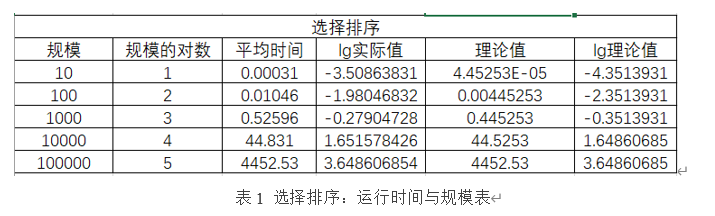 选择排序
规模 规模的对数 平均时间 lg实际值 理论值 lg理论值
10 1 0.00031 -3.50863831 4.45253E-05 -4.3513931
100 2 0.01046 -1.98046832 0.00445253 -2.3513931
1000 3 0.52596 -0.27904728 0.445253 -0.3513931
10000 4 44.831 1.651578426 44.5253 1.64860685
100000 5 4452.53 3.648606854 4452.53 3.64860685
表 1 选择排序：运行时间与规模表